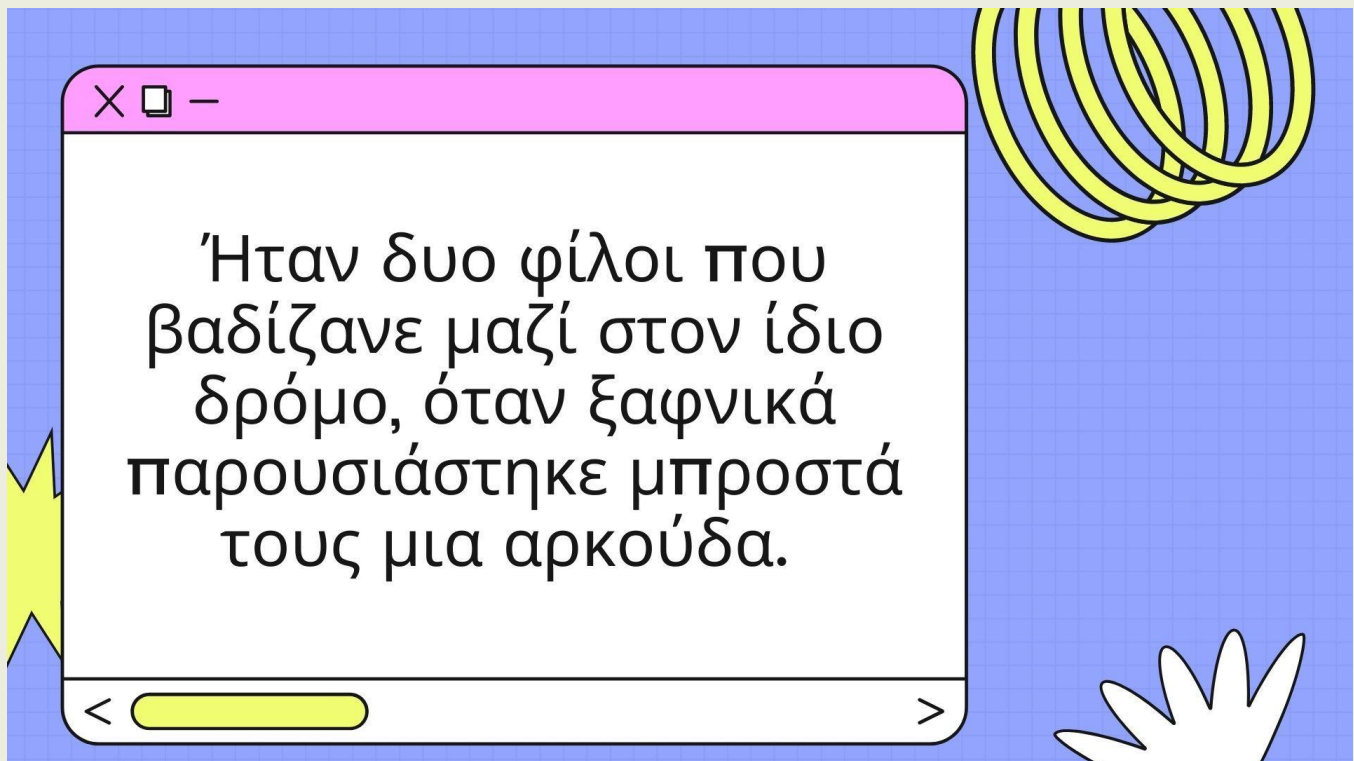 Ήταν δυο φίλοι που
βαδίζανε μαζί στον ίδιο
δρόμο, όταν ξαφνικά
παρουσιάστηκε μπροστά
τους μια αρκούδα.